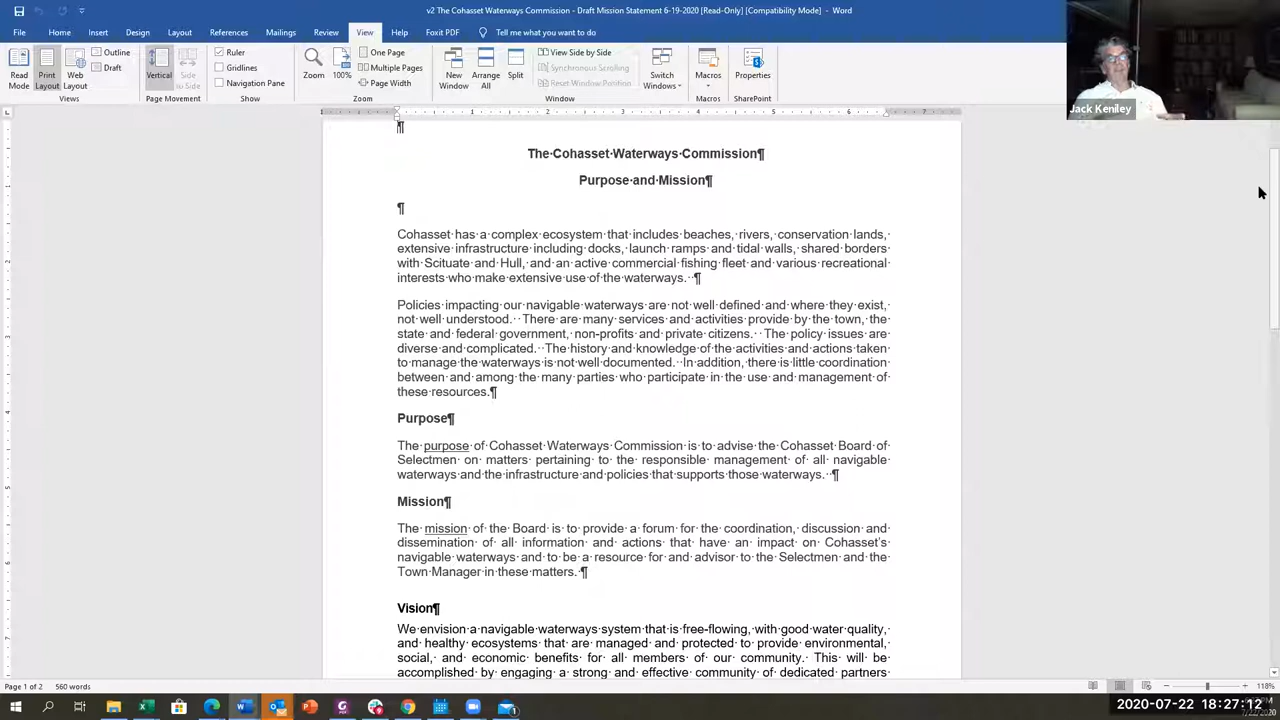 v2 The Cohasset Waterways Commission - Draft Mission Statement 6-19-2020 [Read-Only] [Compatibility Mode] - Word
File Home Insert Design Layout References Mailings Review View Help Foxit PDF Tell me what you want to do
Read Mode
Print Layout
Web Layout
Outline
Draft
Views
Vertical
Side to Side
Page Movement
Ruler
Gridlines
Navigation Pane
Show
Zoom
100%
One Page
Multiple Pages
Page Width
Zoom
New Window
Arrange All
Split
View Side by Side
Synchronous Scrolling
Reset Window Position
Window
Switch Windows
Macros
Macros
Properties
SharePoint
Jack Keniley
The Cohasset Waterways Commission¶
Purpose and Mission¶
¶
Cohasset has a complex ecosystem that includes beaches, rivers, conservation lands,
extensive infrastructure including docks, launch ramps and tidal walls, shared borders
with Scituate and Hull, and an active commercial fishing fleet and various recreational
interests who make extensive use of the waterways. ¶
Policies impacting our navigable waterways are not well defined and where they exist,
not well understood. There are many services and activities provide by the town, the
state and federal government, non-profits and private citizens. The policy issues are
diverse and complicated. The history and knowledge of the activities and actions taken
to manage the waterways is not well documented. In addition, there is little coordination
between and among the many parties who participate in the use and management of
these resources.¶
Purpose¶
The purpose of Cohasset Waterways Commission is to advise the Cohasset Board of
Selectmen on matters pertaining to the responsible management of all navigable
waterways and the infrastructure and policies that supports those waterways. ¶
Mission¶
The mission of the Board is to provide a forum for the coordination, discussion and
dissemination of all information and actions that have an impact on Cohasset's
navigable waterways and to be a resource for and advisor to the Selectmen and the
Town Manager in these matters. ¶
Vision¶
We envision a navigable waterways system that is free-flowing, with good water quality,
and healthy ecosystems that are managed and protected to provide environmental,
social, and economic benefits for all members of our community. This will be
accomplished by engaging a strong and effective community of dedicated partners
Page 1 of 2 560 words
118%
2020-07-22 18:27:12